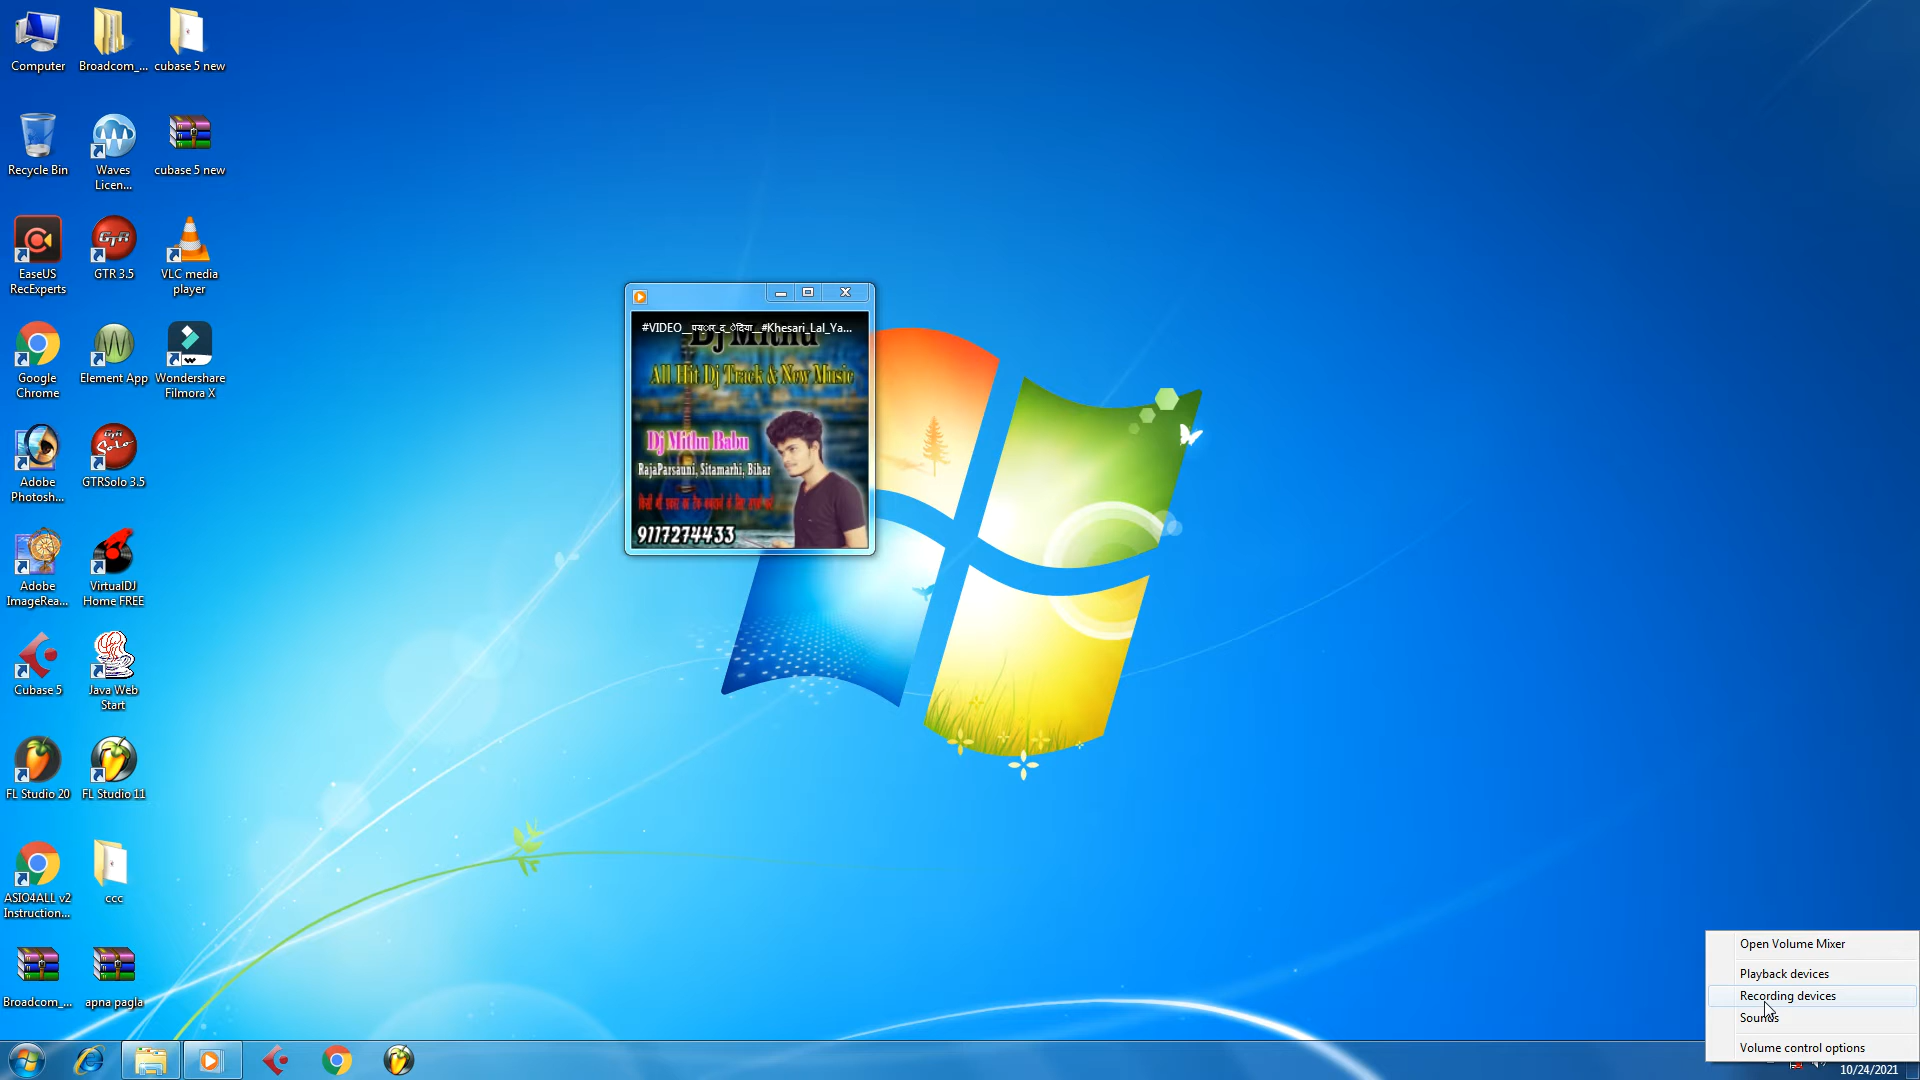 Computer
Broadcom_...
cubase 5 new
Recycle Bin
Waves
Licen...
cubase 5 new
EaseUS
RecExperts
GTR 3.5
VLC media
player
Google
Chrome
Element App
Wondershare
Filmora X
Adobe
Photosh...
GTRSolo 3.5
Adobe
ImageRea...
VirtualDJ
Home FREE
Cubase 5
Java Web
Start
FL Studio 20
FL Studio 11
ASIO4ALL v2
Instruction...
ccc
Broadcom_...
apna pagla
#Khesari_Lal_Ya...
Dj Mithu
All Hit Dj Track & New Music
Dj Mithu Babu
RajaParsauni, Sitamarhi, Bihar
9117274433
Open Volume Mixer
Playback devices
Recording devices
Sounds
Volume control options
10/24/2021